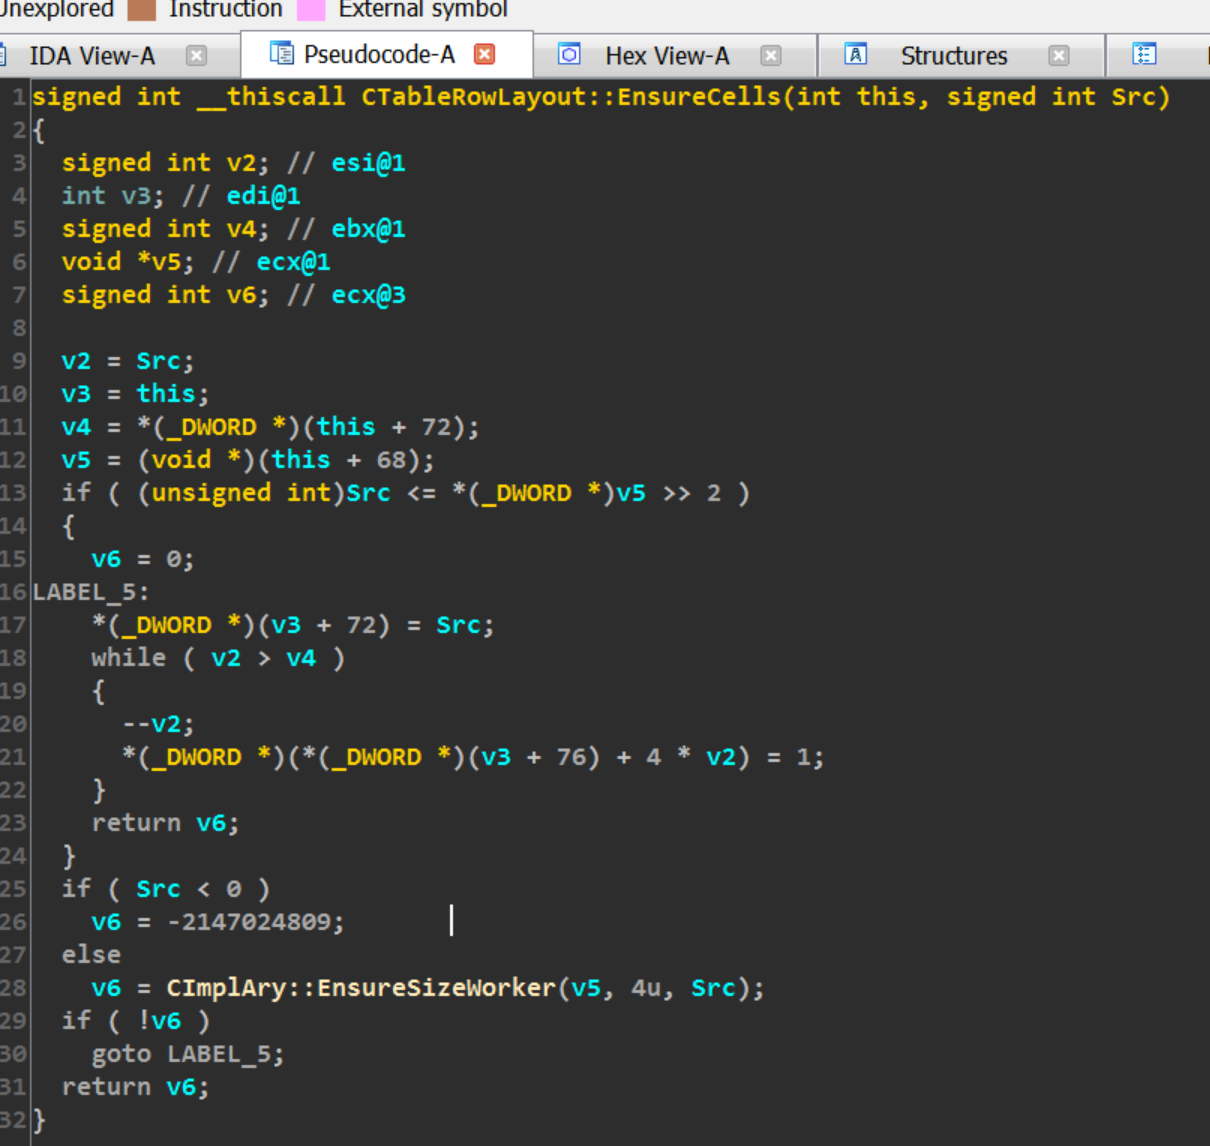 Unexplored Instruction External symbol
IDA View-A Pseudocode-A Hex View-A A Structures
1 signed int __thiscall CTableRowLayout::EnsureCells(int this, signed int Src)
2 {
3   signed int v2; // esi@1
4   int v3; // edi@1
5   signed int v4; // ebx@1
6   void *v5; // ecx@1
7   signed int v6; // ecx@3
8
9   v2 = Src;
10   v3 = this;
11   v4 = *(_DWORD *)(this + 72);
12   v5 = (void *)(this + 68);
13   if ( (unsigned int)Src <= *(_DWORD *)v5 >> 2 )
14   {
15     v6 = 0;
16 LABEL_5:
17     *(_DWORD *)(v3 + 72) = Src;
18     while ( v2 > v4 )
19     {
20       --v2;
21       *(_DWORD *)(*(_DWORD *)(v3 + 76) + 4 * v2) = 1;
22     }
23     return v6;
24   }
25   if ( Src < 0 )
26     v6 = -2147024809;
27   else
28     v6 = CImplAry::EnsureSizeWorker(v5, 4u, Src);
29   if ( !v6 )
30     goto LABEL_5;
31   return v6;
32 }